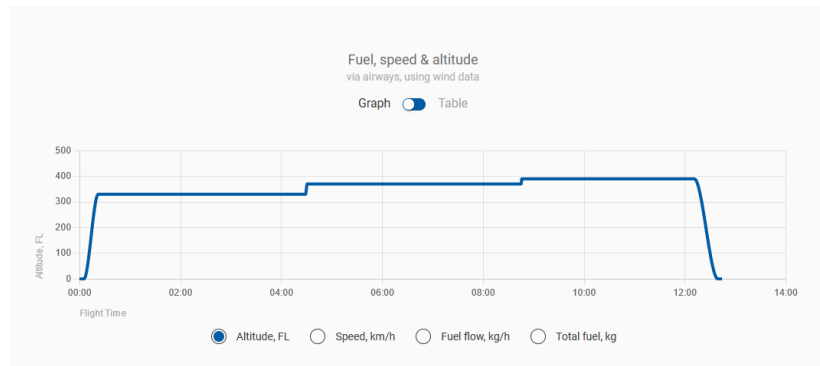 Fuel, speed & altitude
via airways, using wind data
Graph Table
500
400
300
200
100
0
Altitude, FL
00:00 02:00 04:00 06:00 08:00 10:00 12:00 14:00
Flight Time
Altitude, FL Speed, km/h Fuel flow, kg/h Total fuel, kg